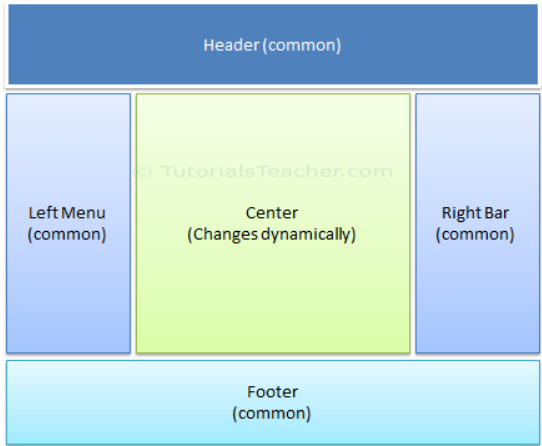 Header (common)
© TutorialsTeacher.com
Left Menu
(common)
Center
(Changes dynamically)
Right Bar
(common)
Footer
(common)